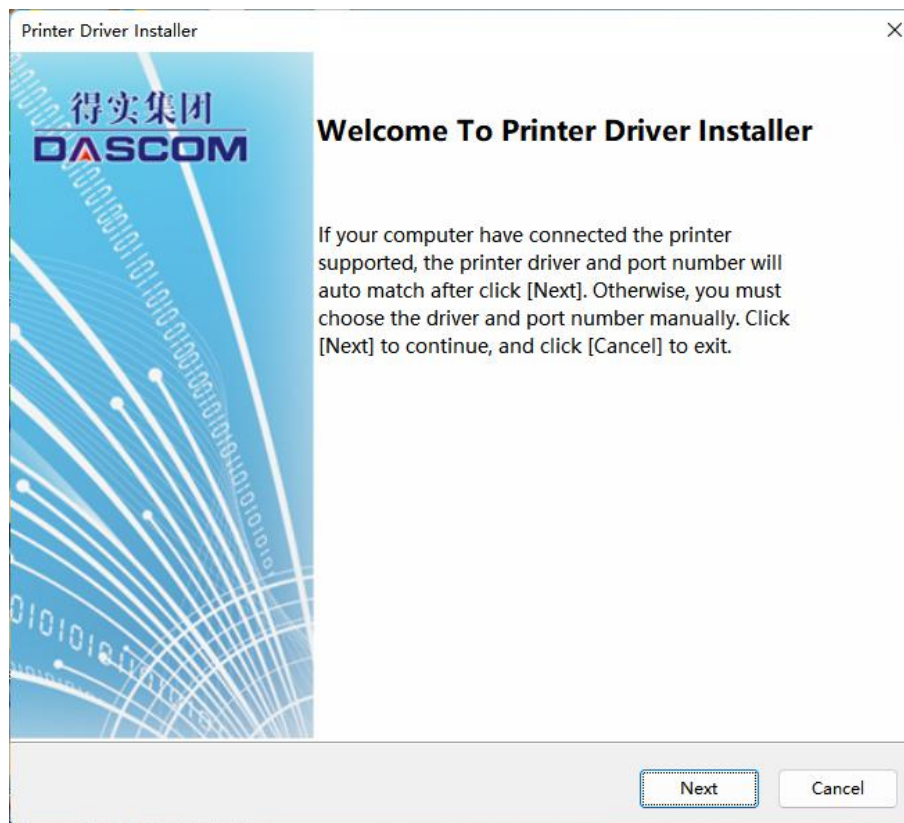 Printer Driver Installer
得实集团
DASCOM
Welcome To Printer Driver Installer
If your computer have connected the printer
supported, the printer driver and port number will
auto match after click [Next]. Otherwise, you must
choose the driver and port number manually. Click
[Next] to continue, and click [Cancel] to exit.
Next
Cancel